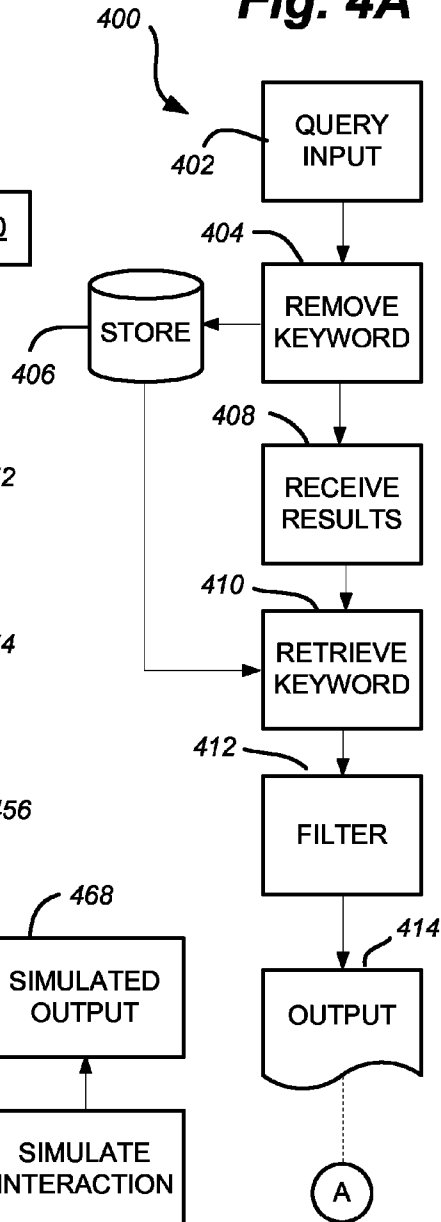 Fig. 4A
400
QUERY
INPUT
402
404
REMOVE
KEYWORD
STORE
406
408
RECEIVE
RESULTS
410
RETRIEVE
KEYWORD
412
FILTER
456
468
414
SIMULATED
OUTPUT
OUTPUT
SIMULATE
INTERACTION
A